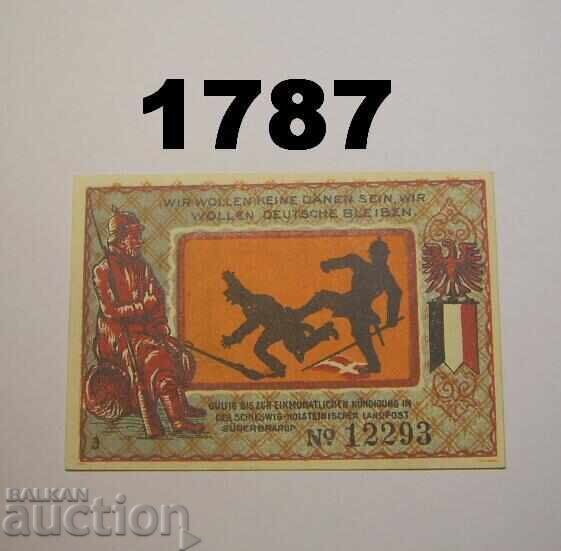 1787
WIR WOLLEN KEINE DÄNEN SEIN, WIR
WOLLEN DEUTSCHE BLEIBEN.
GÜLTIG BIS ZUR EINMONATLICHEN KÜNDIGUNG IN
DER SCHLESWIG-HOLSTEINISCHER LANDPOST
SÜDERBRARUP
No 12293
3
BALKAN
auction